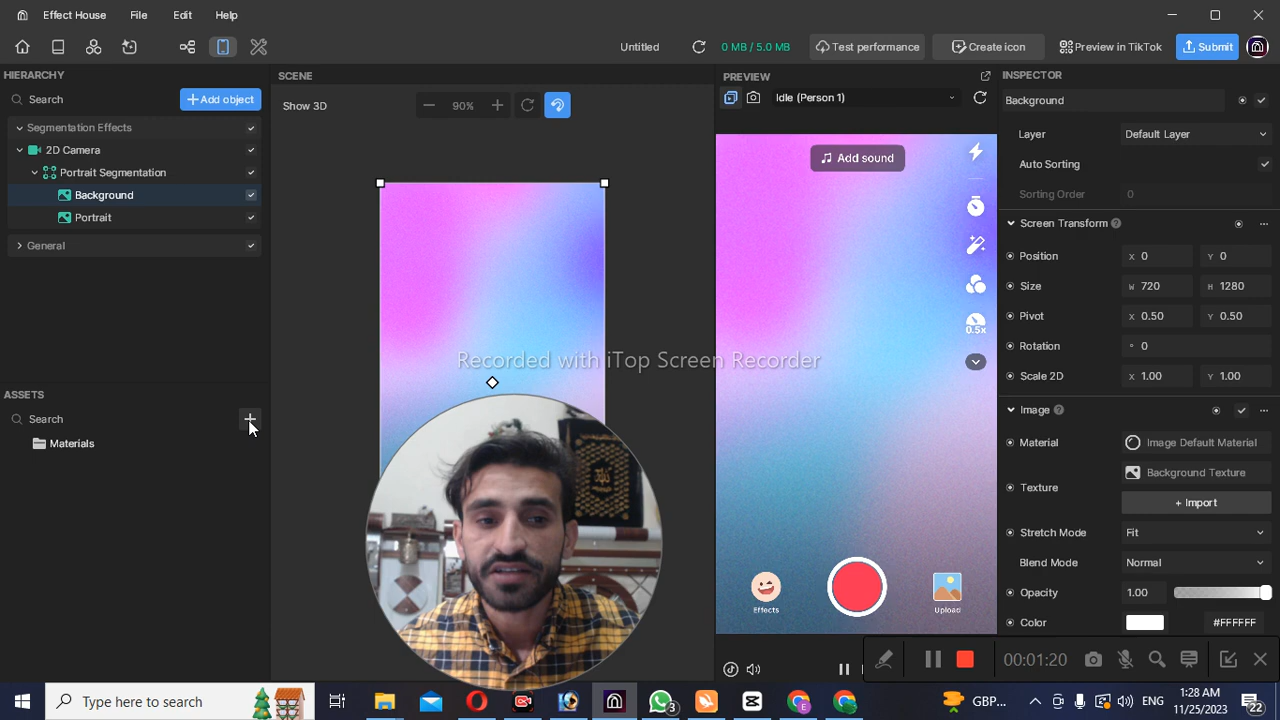 Effect House File Edit Help
Untitled 0 MB / 5.0 MB Test performance Create icon Preview in TikTok Submit
HIERARCHY
Search + Add object
Segmentation Effects
2D Camera
Portrait Segmentation
Background
Portrait
General
ASSETS
Search
Materials
SCENE
Show 3D 90%
Recorded with iTop Screen Recorder
PREVIEW
Idle (Person 1)
Add sound
0.5x
Effects
Upload
INSPECTOR
Background
Layer Default Layer
Auto Sorting
Sorting Order 0
Screen Transform
Position X 0 Y 0
Size W 720 H 1280
Pivot X 0.50 Y 0.50
Rotation ° 0
Scale 2D X 1.00 Y 1.00
Image
Material Image Default Material
Texture Background Texture
+ Import
Stretch Mode Fit
Blend Mode Normal
Opacity 1.00
Color #FFFFFF
00:01:20
Type here to search
3
GBP...
ENG
1:28 AM
11/25/2023
22